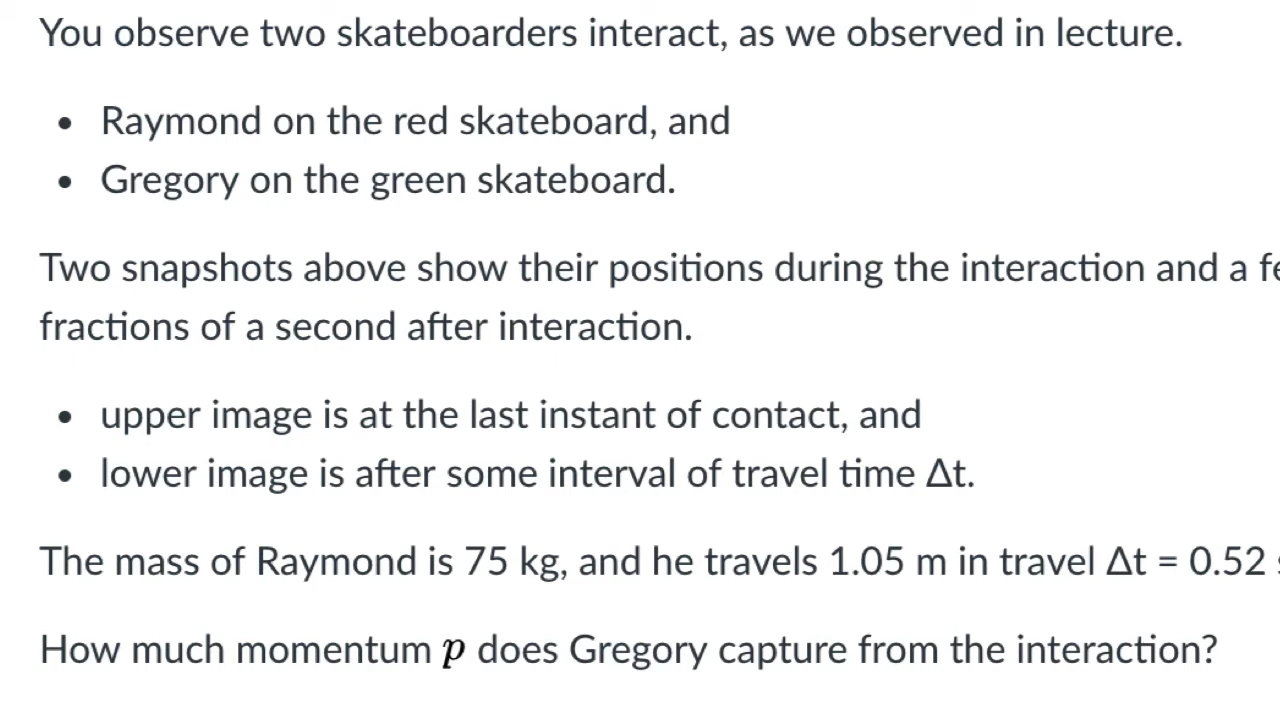 You observe two skateboarders interact, as we observed in lecture.
• Raymond on the red skateboard, and
• Gregory on the green skateboard.
Two snapshots above show their positions during the interaction and a
fractions of a second after interaction.
• upper image is at the last instant of contact, and
• lower image is after some interval of travel time Δt.
The mass of Raymond is 75 kg, and he travels 1.05 m in travel Δt = 0.52
How much momentum p does Gregory capture from the interaction?